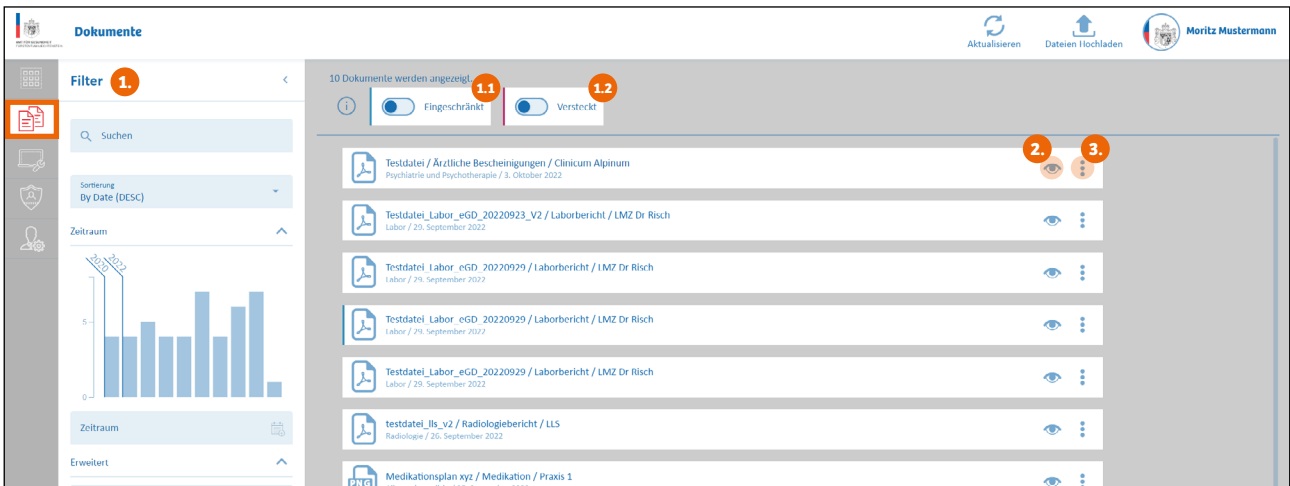 Dokumente
Aktualisieren
Dateien Hochladen
Moritz Mustermann
Filter 1.
10 Dokumente werden angezeigt.
1.1
1.2
Eingeschränkt
Versteckt
Suchen
Sortierung
By Date (DESC)
Zeitraum
2020
2022
5
0
Zeitraum
Erweitert
2.
3.
Testdatei / Ärztliche Bescheinigungen / Clinicum Alpinum
Psychiatrie und Psychotherapie / 3. Oktober 2022
Testdatei_Labor_eGD_20220923_V2 / Laborbericht / LMZ Dr Risch
Labor / 29. September 2022
Testdatei_Labor_eGD_20220929 / Laborbericht / LMZ Dr Risch
Labor / 29. September 2022
Testdatei_Labor_eGD_20220929 / Laborbericht / LMZ Dr Risch
Labor / 29. September 2022
Testdatei_Labor_eGD_20220929 / Laborbericht / LMZ Dr Risch
Labor / 29. September 2022
testdatei_lls_v2 / Radiologiebericht / LLS
Radiologie / 26. September 2022
PNG
Medikationsplan xyz / Medikation / Praxis 1